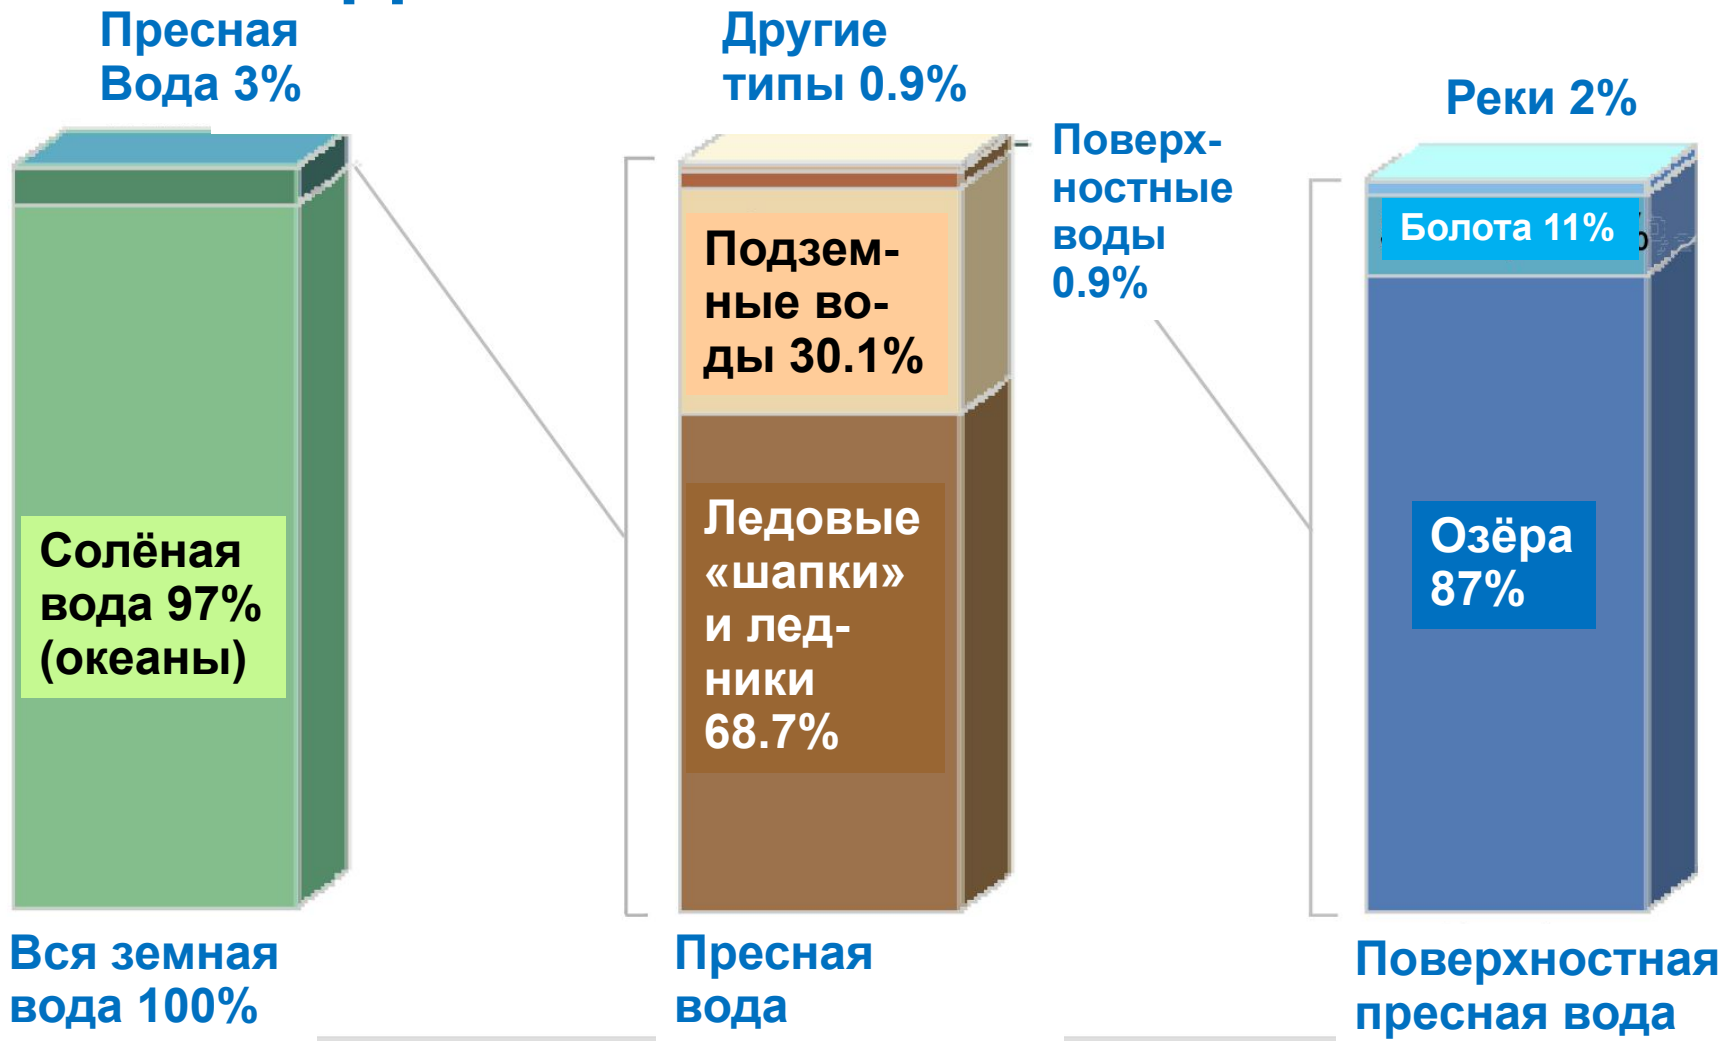 Пресная
Вода 3%
Другие
типы 0.9%
Реки 2%
Поверх-
ностные
воды
0.9%
Болота 11%
Подзем-
ные во-
ды 30.1%
Солёная
вода 97%
(океаны)
Ледовые
«шапки»
и лед-
ники
68.7%
Озёра
87%
Вся земная
вода 100%
Пресная
вода
Поверхностная
пресная вода